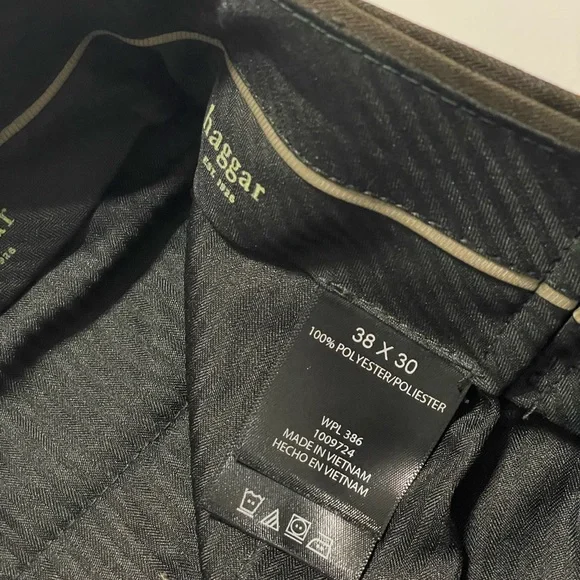 haggar
EST. 1926
38 X 30
100% POLYESTER/POLIESTER
WPL 386
1009724
MADE IN VIETNAM
HECHO EN VIETNAM